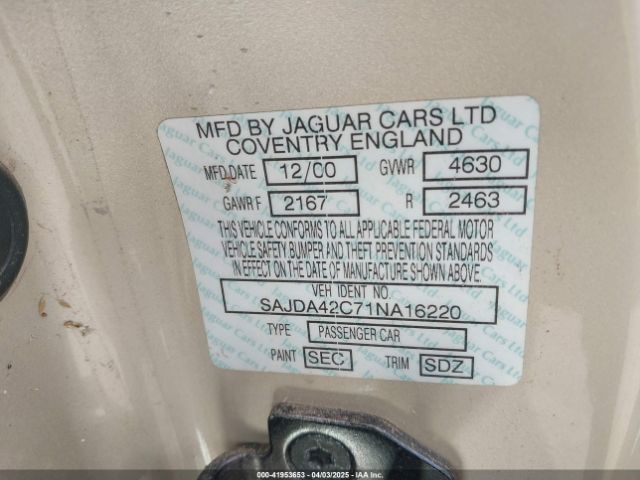 MFD BY JAGUAR CARS LTD
COVENTRY ENGLAND
MFD DATE 12/00 GVWR 4630
GAWR F 2167 R 2463
THIS VEHICLE CONFORMS TO ALL APPLICABLE FEDERAL MOTOR
VEHICLE SAFETY, BUMPER AND THEFT PREVENTION STANDARDS
IN EFFECT ON THE DATE OF MANUFACTURE SHOWN ABOVE.
VEH IDENT NO.
SAJDA42C71NA16220
TYPE PASSENGER CAR
PAINT SEC TRIM SDZ
000-41953653 - 04/03/2025 - IAAI.com